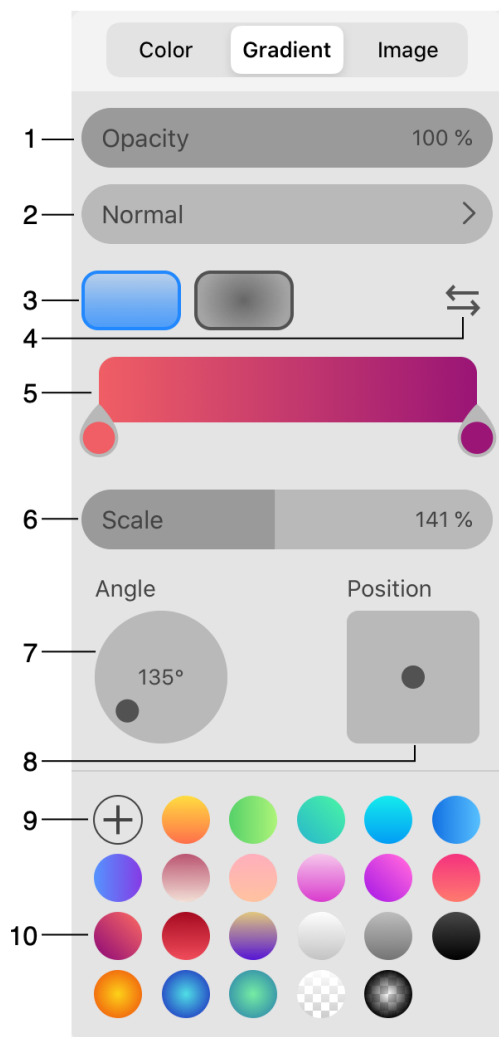 Color Gradient Image
1 Opacity 100 %
2 Normal
3
4
5
6 Scale 141 %
Angle Position
7 135°
8
9
10